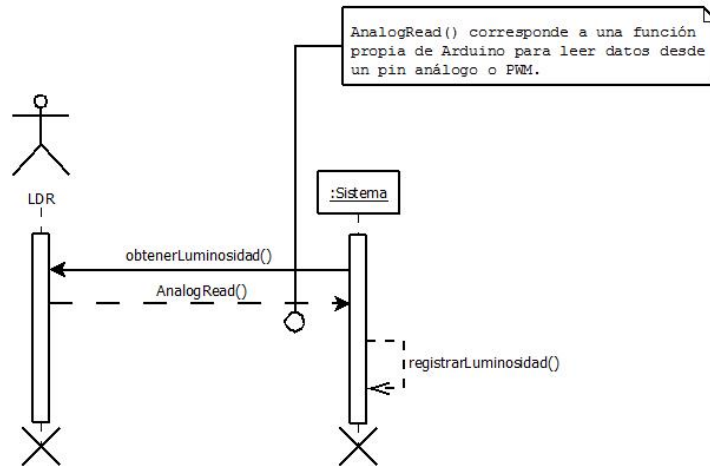 AnalogRead() corresponde a una función
propia de Arduino para leer datos desde
un pin análogo o PWM.
LDR
:Sistema
obtenerLuminosidad()
AnalogRead()
registrarLuminosidad()